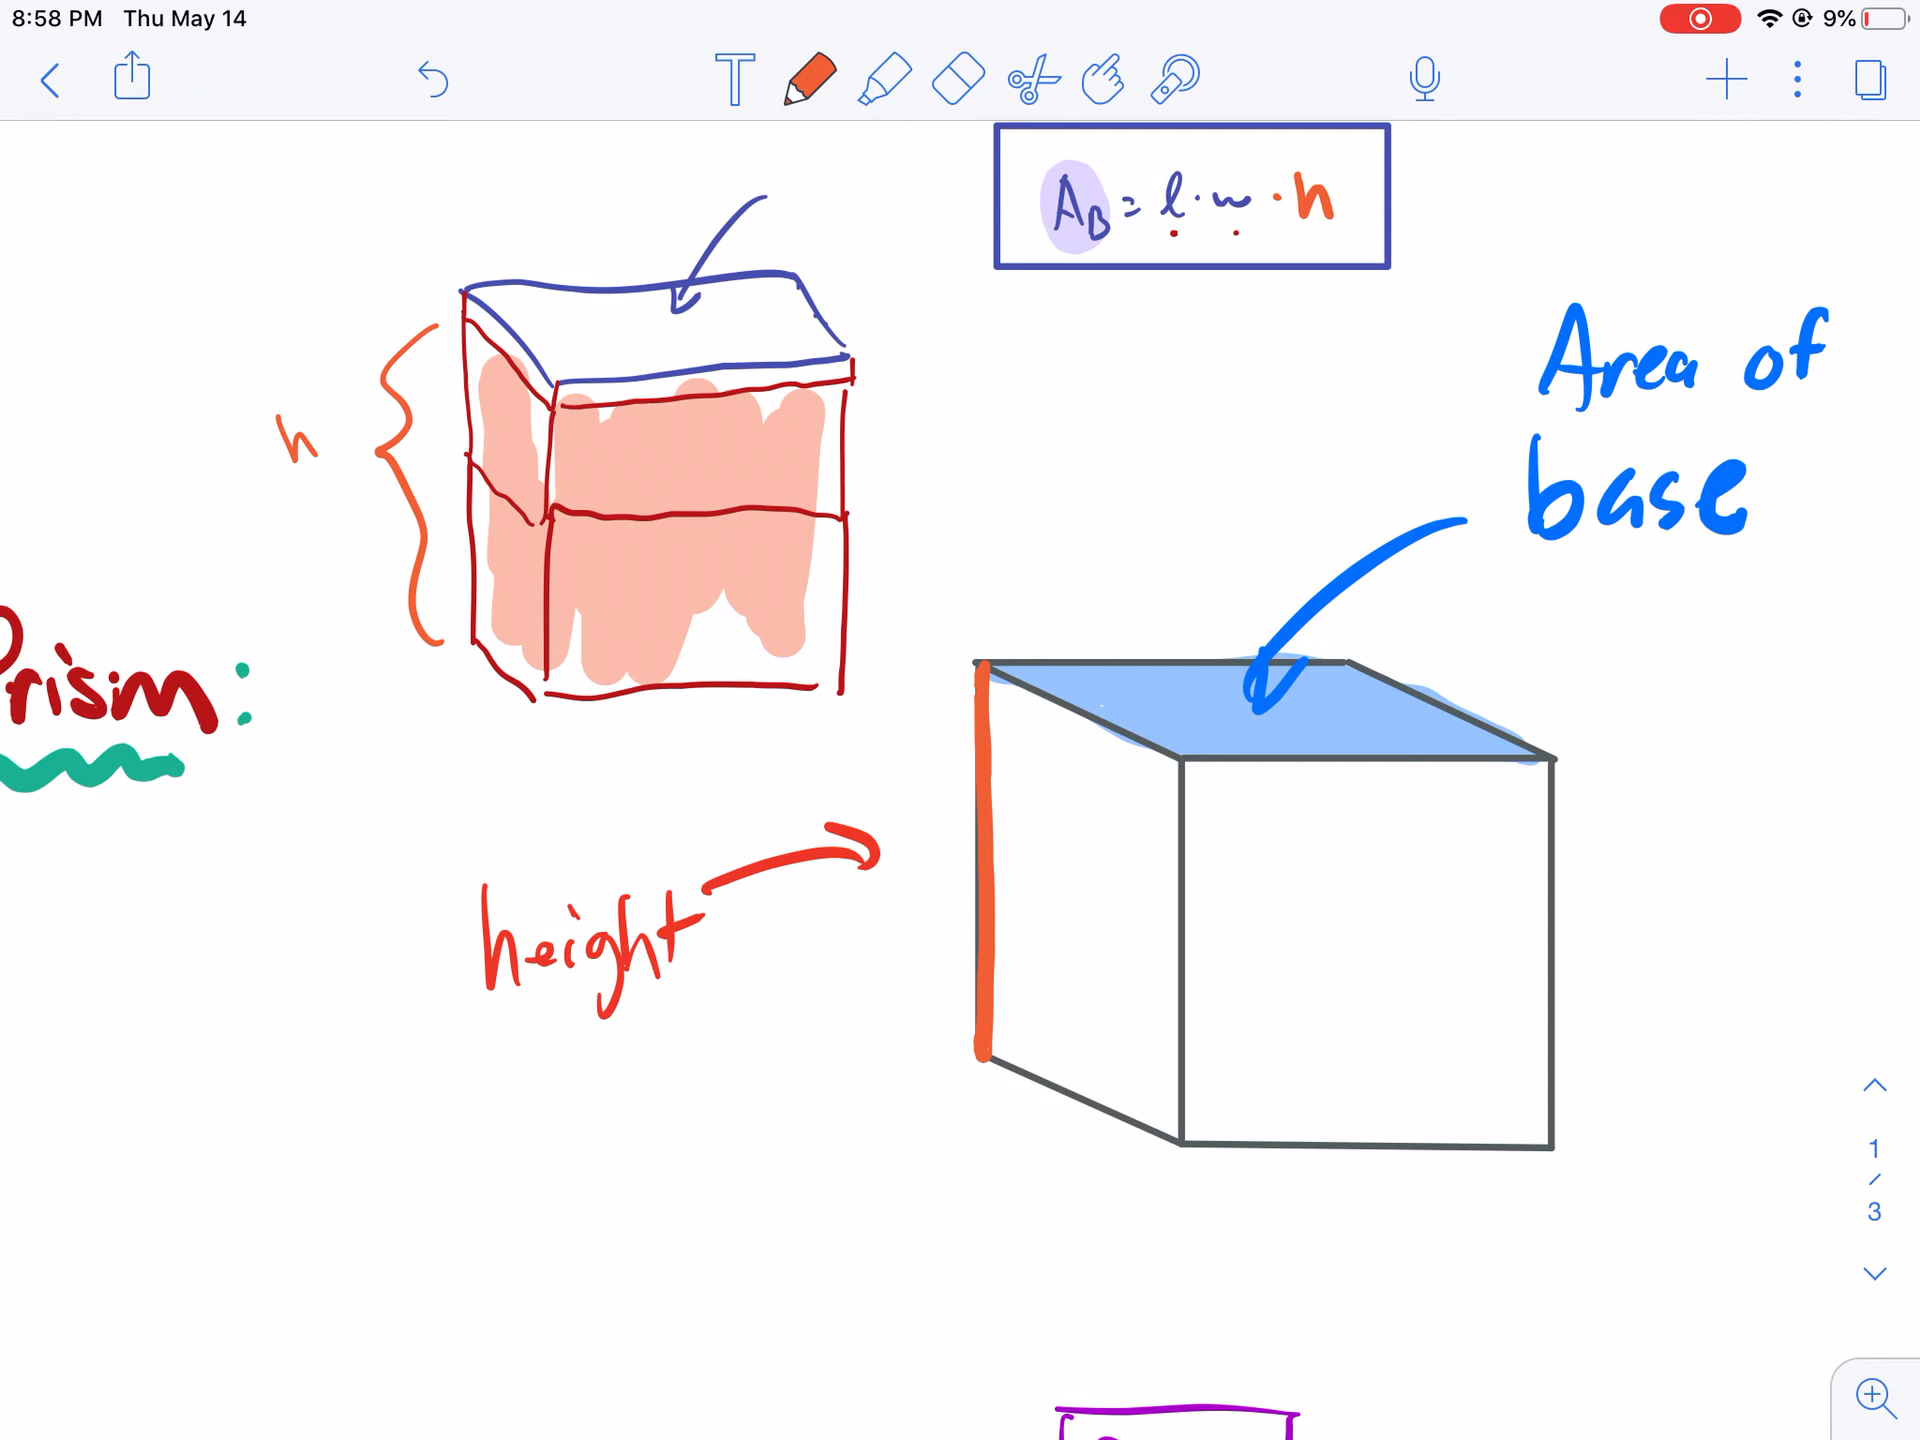 8:58 PM Thu May 14
9%
T
A_B = l · w · h
Area of
base
h
rism:
height
1
/
3